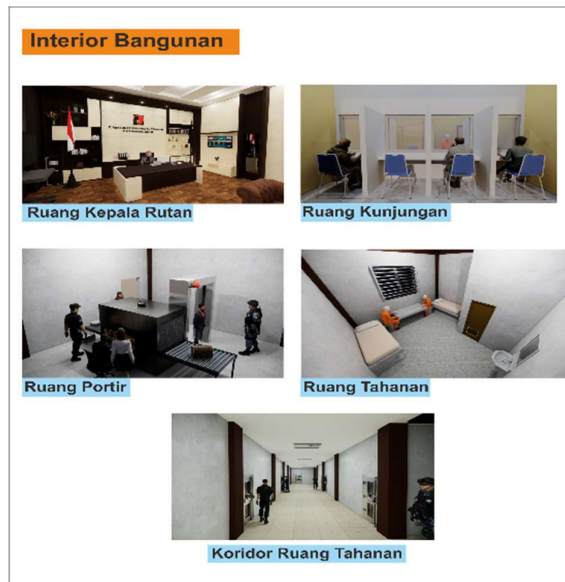 Interior Bangunan
Ruang Kepala Rutan
Ruang Kunjungan
Ruang Portir
Ruang Tahanan
Koridor Ruang Tahanan